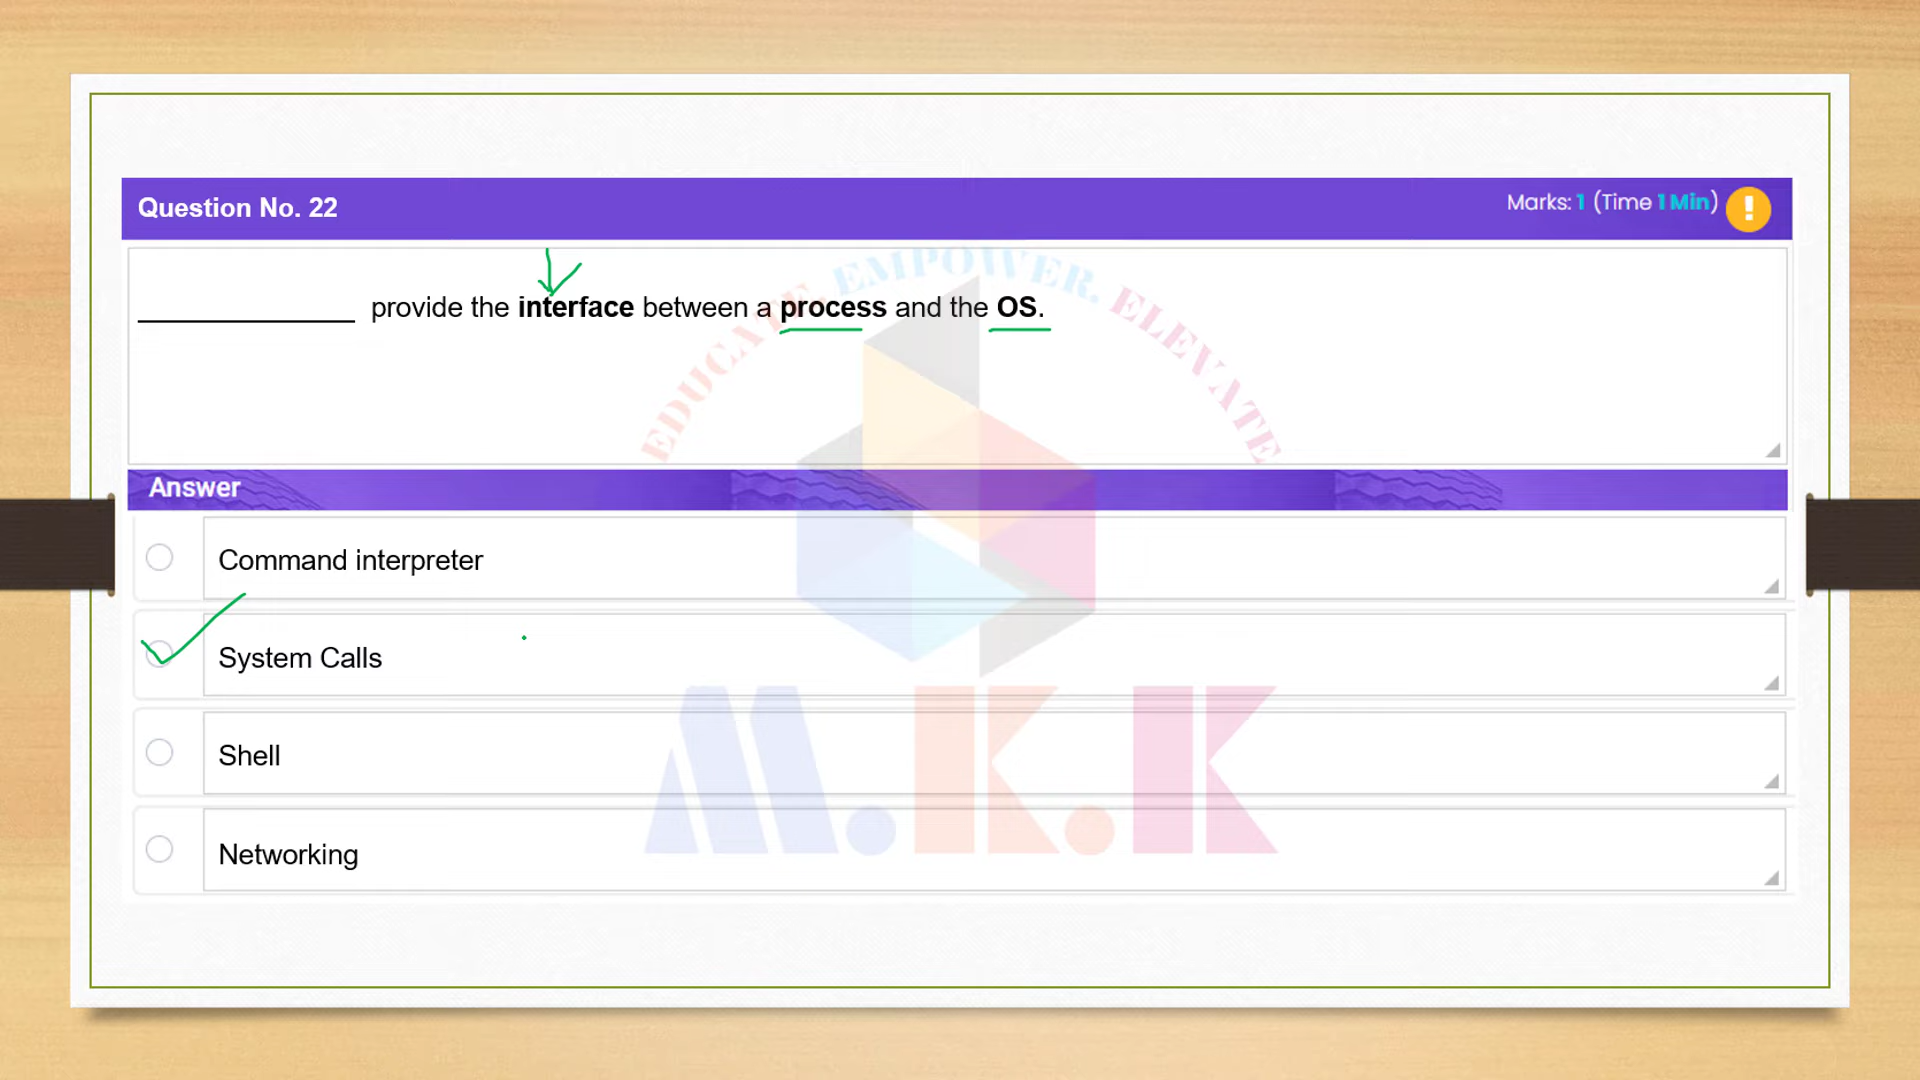 Question No. 22
Marks: 1 (Time 1 Min)
______________ provide the interface between a process and the OS.
EDUCATE. EMPOWER. ELEVATE
Answer
Command interpreter
System Calls
Shell
Networking
M.K.K